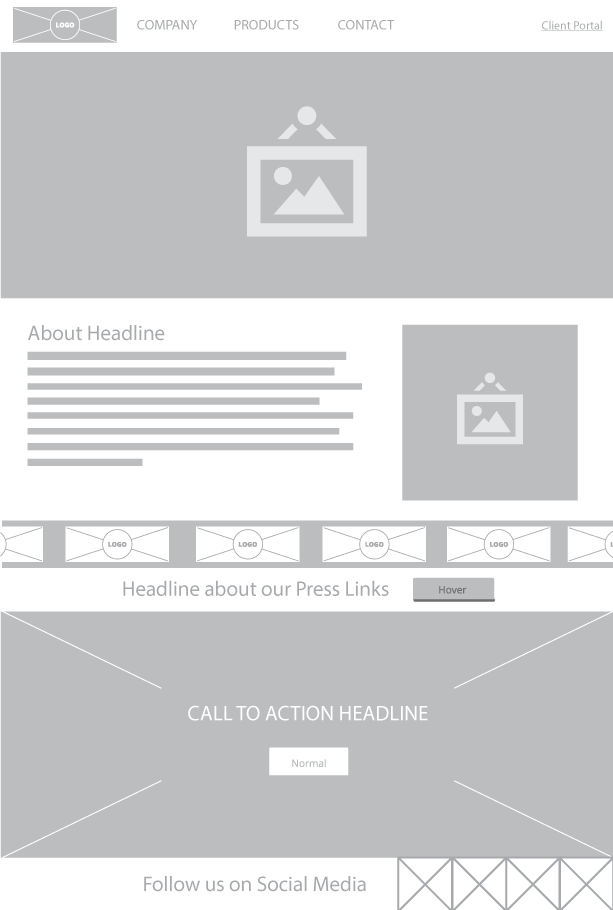 LOGO
COMPANY
PRODUCTS
CONTACT
Client Portal
About Headline
LOGO
LOGO
LOGO
LOGO
L
Headline about our Press Links
Hover
CALL TO ACTION HEADLINE
Normal
Follow us on Social Media